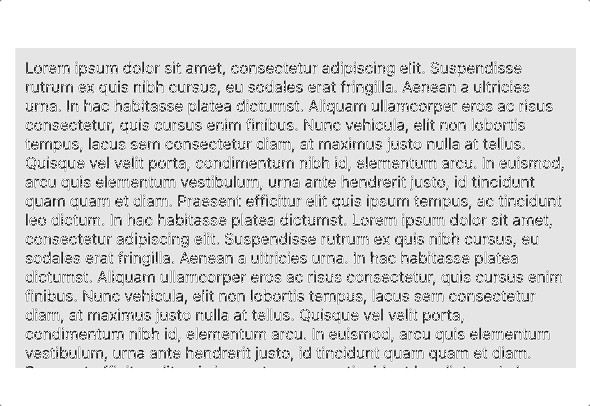 Lorem ipsum dolor sit amet, consectetur adipiscing elit. Suspendisse
rutrum ex quis nibh cursus, eu sodales erat fringilla. Aenean a ultricies
urna. In hac habitasse platea dictumst. Aliquam ullamcorper eros ac risus
consectetur, quis cursus enim finibus. Nunc vehicula, elit non lobortis
tempus, lacus sem consectetur diam, at maximus justo nulla at tellus.
Quisque vel velit porta, condimentum nibh id, elementum arcu. In euismod,
arcu quis elementum vestibulum, urna ante hendrerit justo, id tincidunt
quam quam et diam. Praesent efficitur elit quis ipsum tempus, ac tincidunt
leo dictum. In hac habitasse platea dictumst. Lorem ipsum dolor sit amet,
consectetur adipiscing elit. Suspendisse rutrum ex quis nibh cursus, eu
sodales erat fringilla. Aenean a ultricies urna. In hac habitasse platea
dictumst. Aliquam ullamcorper eros ac risus consectetur, quis cursus enim
finibus. Nunc vehicula, elit non lobortis tempus, lacus sem consectetur
diam, at maximus justo nulla at tellus. Quisque vel velit porta,
condimentum nibh id, elementum arcu. In euismod, arcu quis elementum
vestibulum, urna ante hendrerit justo, id tincidunt quam quam et diam.